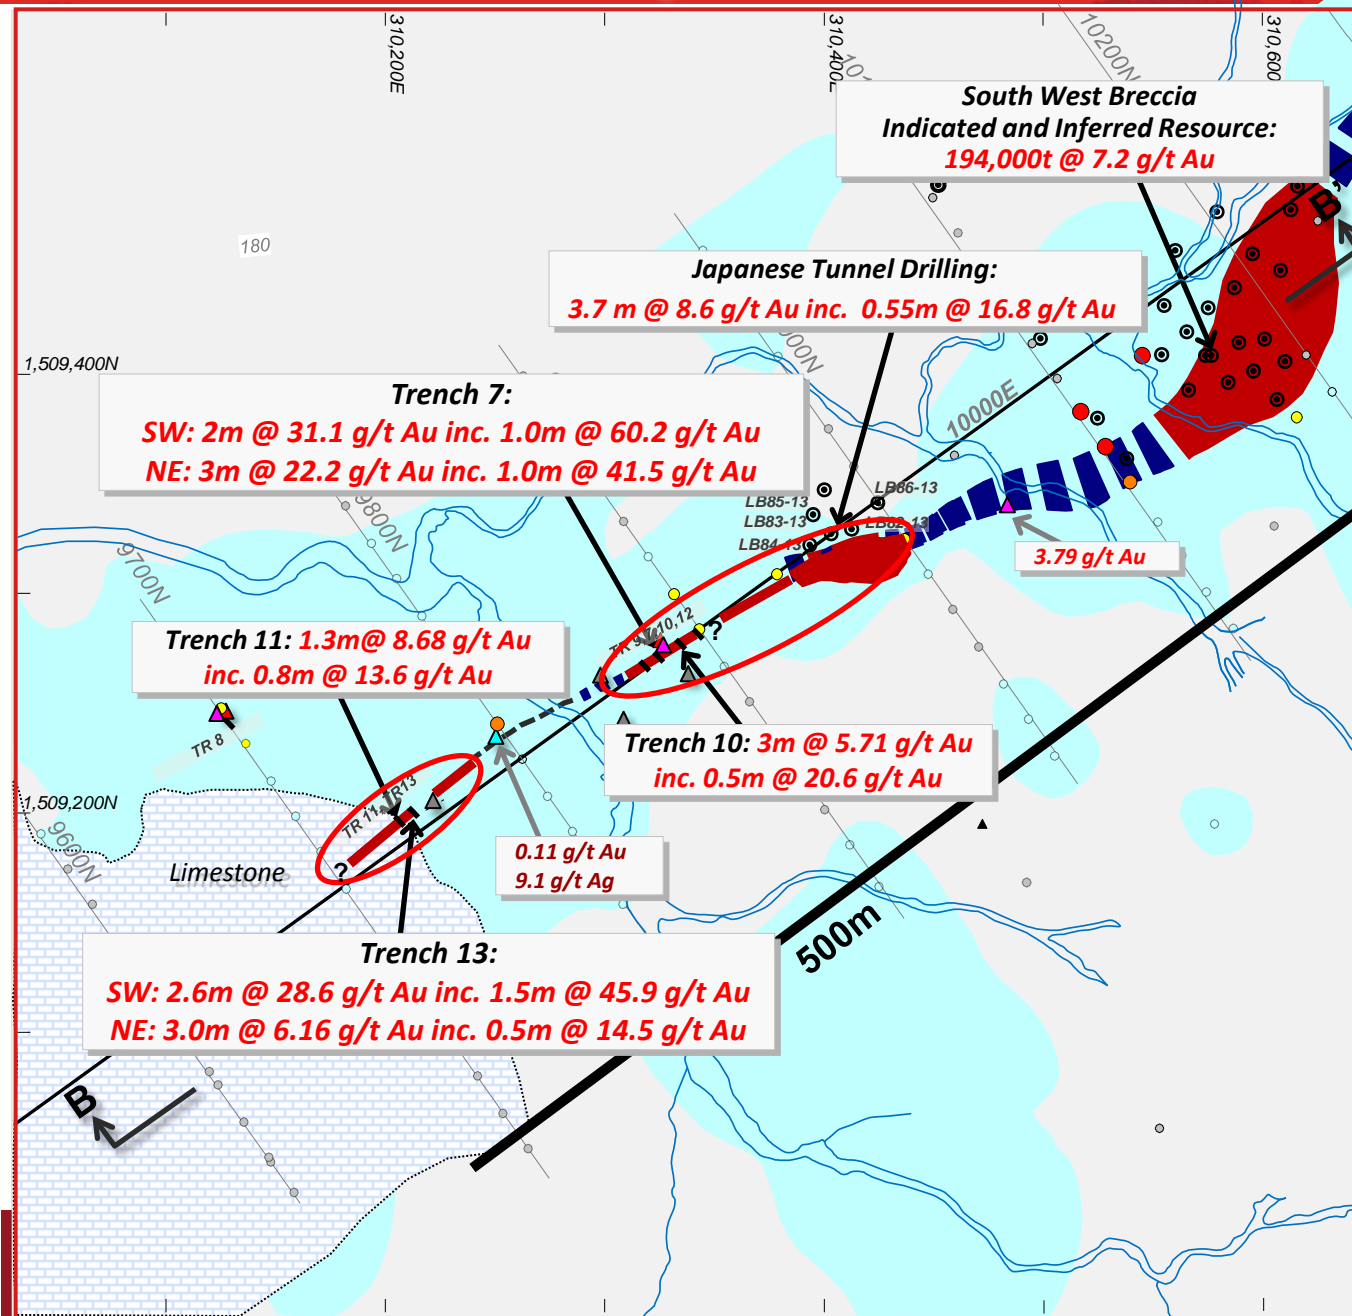 310,200E
310,400E
310,600
10200N
South West Breccia
Indicated and Inferred Resource:
194,000t @ 7.2 g/t Au
B'
180
Japanese Tunnel Drilling:
3.7 m @ 8.6 g/t Au inc. 0.55m @ 16.8 g/t Au
1,509,400N
Trench 7:
SW: 2m @ 31.1 g/t Au inc. 1.0m @ 60.2 g/t Au
NE: 3m @ 22.2 g/t Au inc. 1.0m @ 41.5 g/t Au
10000E
LB86-13
LB85-13
LB83-13
LB82-13
LB84-13
9800N
9700N
3.79 g/t Au
Trench 11: 1.3m@ 8.68 g/t Au
inc. 0.8m @ 13.6 g/t Au
?
TR 8
Trench 10: 3m @ 5.71 g/t Au
inc. 0.5m @ 20.6 g/t Au
1,509,200N
TR 11, TR13
9600N
?
Limestone
0.11 g/t Au
9.1 g/t Ag
500m
Trench 13:
SW: 2.6m @ 28.6 g/t Au inc. 1.5m @ 45.9 g/t Au
NE: 3.0m @ 6.16 g/t Au inc. 0.5m @ 14.5 g/t Au
B